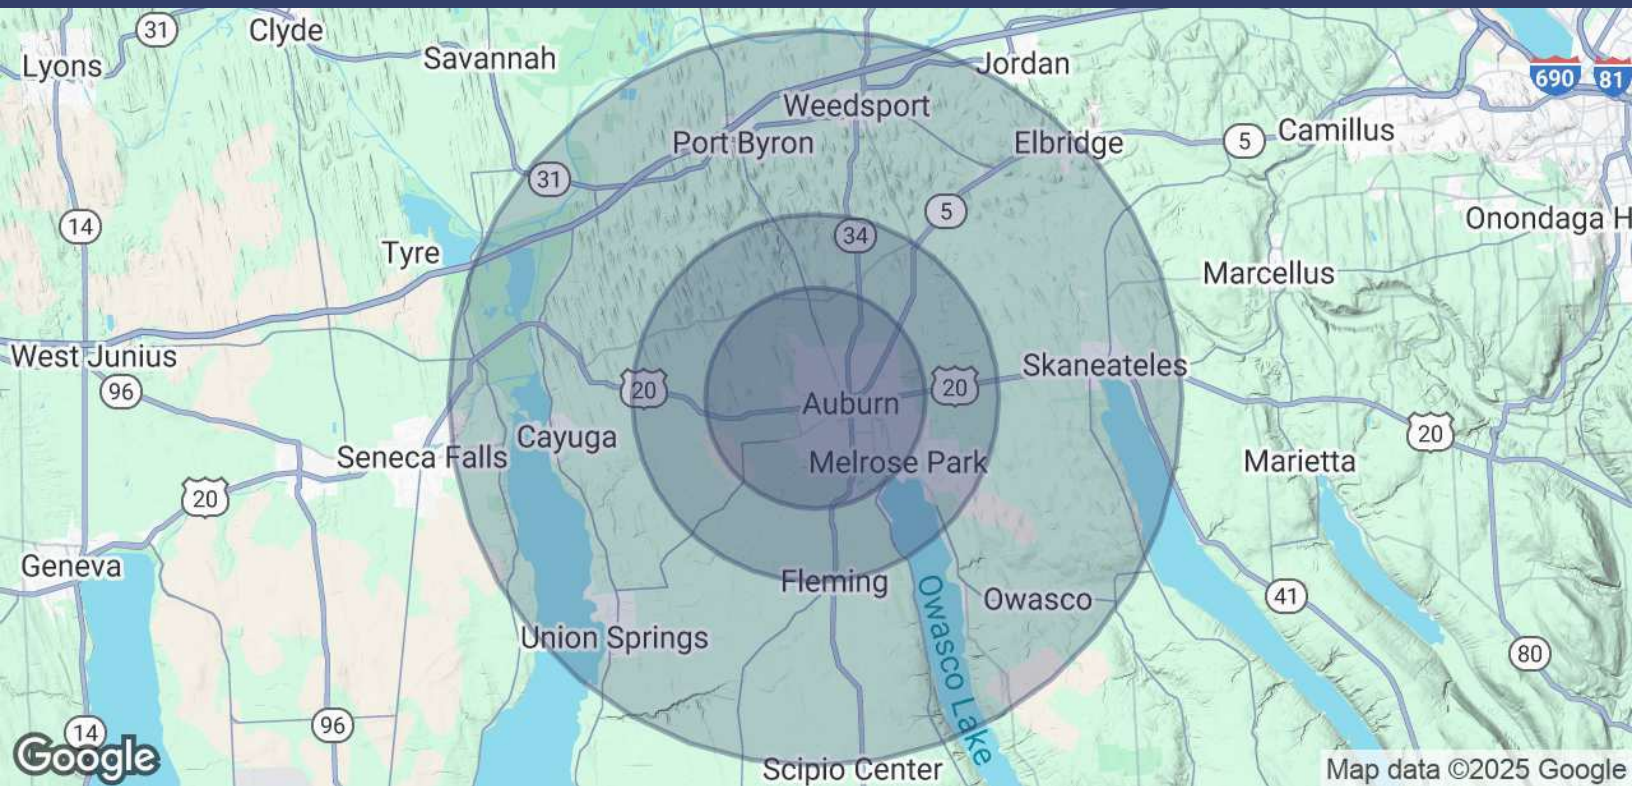 31
Clyde
Lyons
Savannah
Jordan
690
81
Weedsport
Port Byron
Elbridge
5
Camillus
31
14
5
Onondaga H
34
Tyre
Marcellus
West Junius
Skaneateles
96
20
20
Auburn
Cayuga
20
Seneca Falls
Melrose Park
Marietta
20
Geneva
Fleming
Owasco
41
Owasco Lake
Union Springs
80
96
14
Google
Scipio Center
Map data ©2025 Google